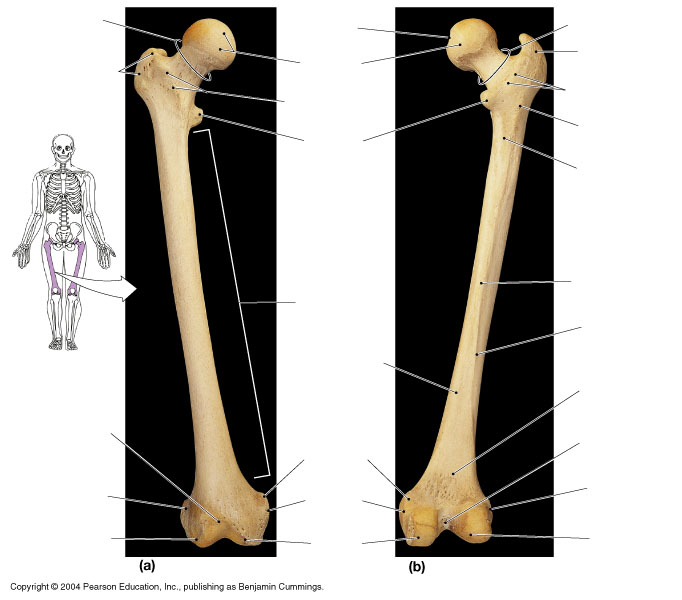 (a)
(b)
Copyright © 2004 Pearson Education, Inc., publishing as Benjamin Cummings.